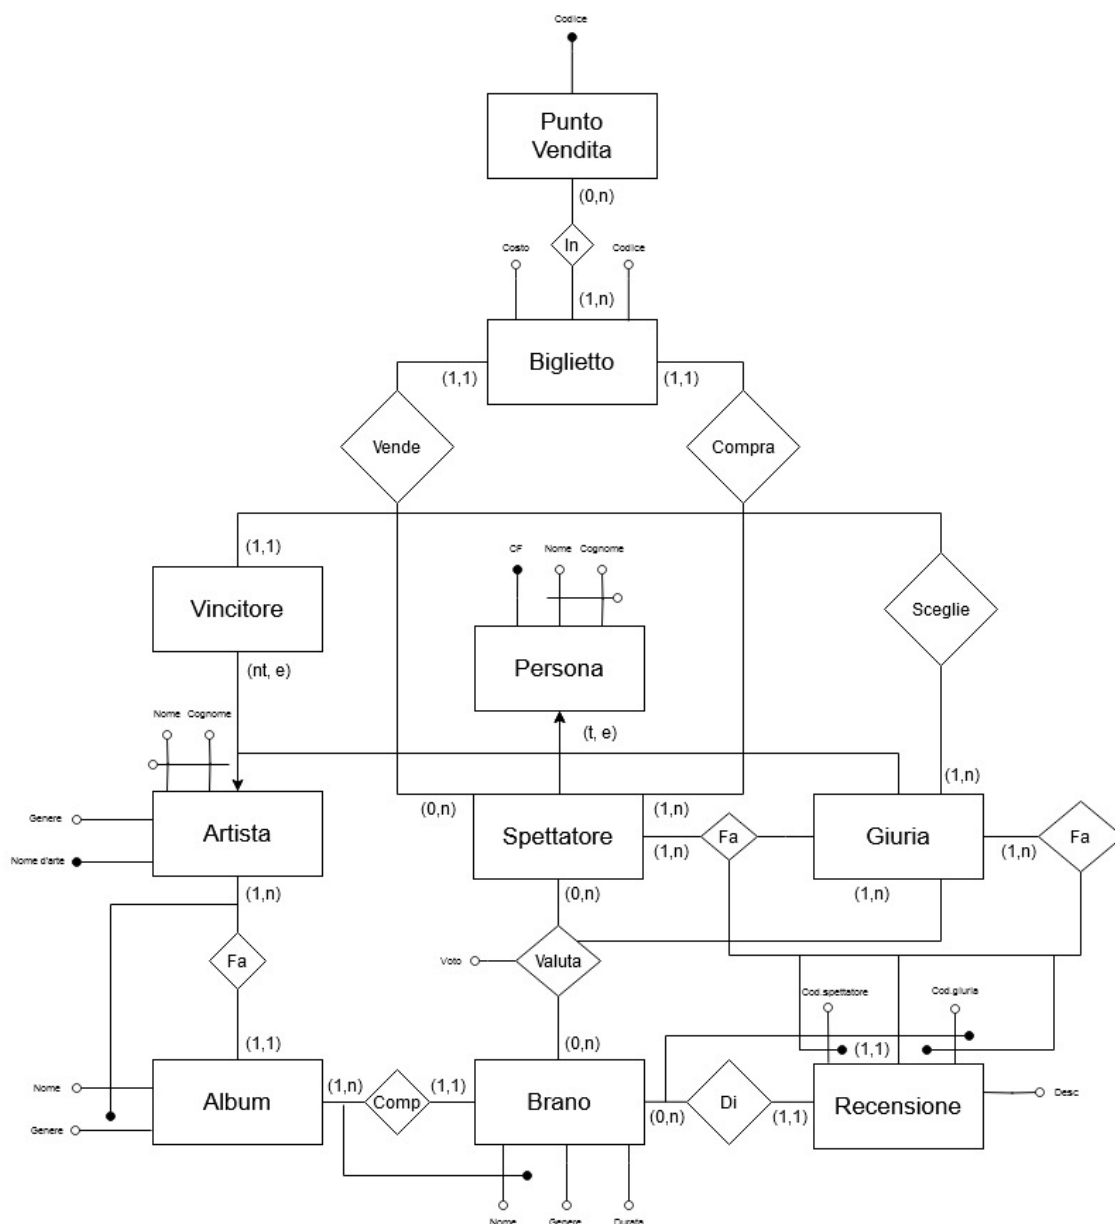 Codice
Punto
Vendita
(0,n)
In
Costo
Codice
(1,n)
Biglietto
(1,1)
(1,1)
Vende
Compra
(1,1)
CF
Nome
Cognome
Vincitore
Sceglie
(nt, e)
Persona
Nome
Cognome
(t, e)
(1,n)
(0,n)
(1,n)
Genere
Artista
Spettatore
Fa
Giuria
Fa
(1,n)
(1,n)
Nome d'arte
(1,n)
(0,n)
(1,n)
Fa
Voto
Valuta
Cod.spettatore
Cod.giuria
(1,1)
(0,n)
(1,1)
Nome
(1,n)
(1,1)
Desc
Album
Comp
Brano
Di
Recensione
(0,n)
(1,1)
Genere
Nome
Genere
Durata